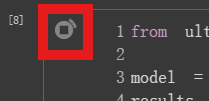 [8]
1 from ult
2
3 model =
4 results